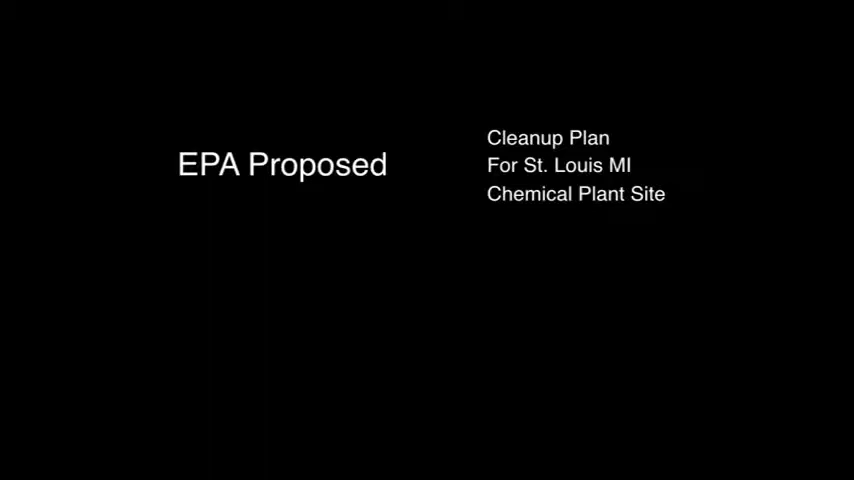 EPA Proposed
Cleanup Plan
For St. Louis MI
Chemical Plant Site